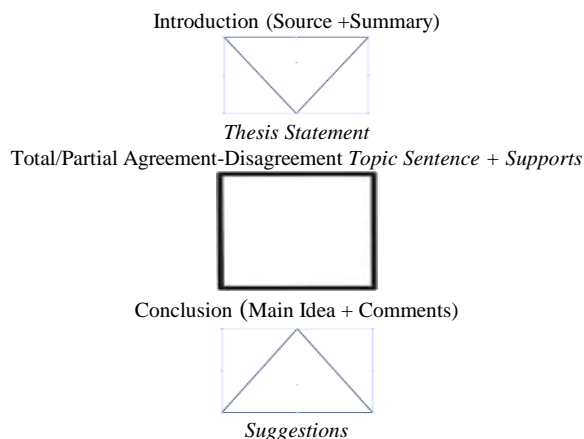 Introduction (Source +Summary)
Thesis Statement
Total/Partial Agreement-Disagreement Topic Sentence + Supports
Conclusion (Main Idea + Comments)
Suggestions